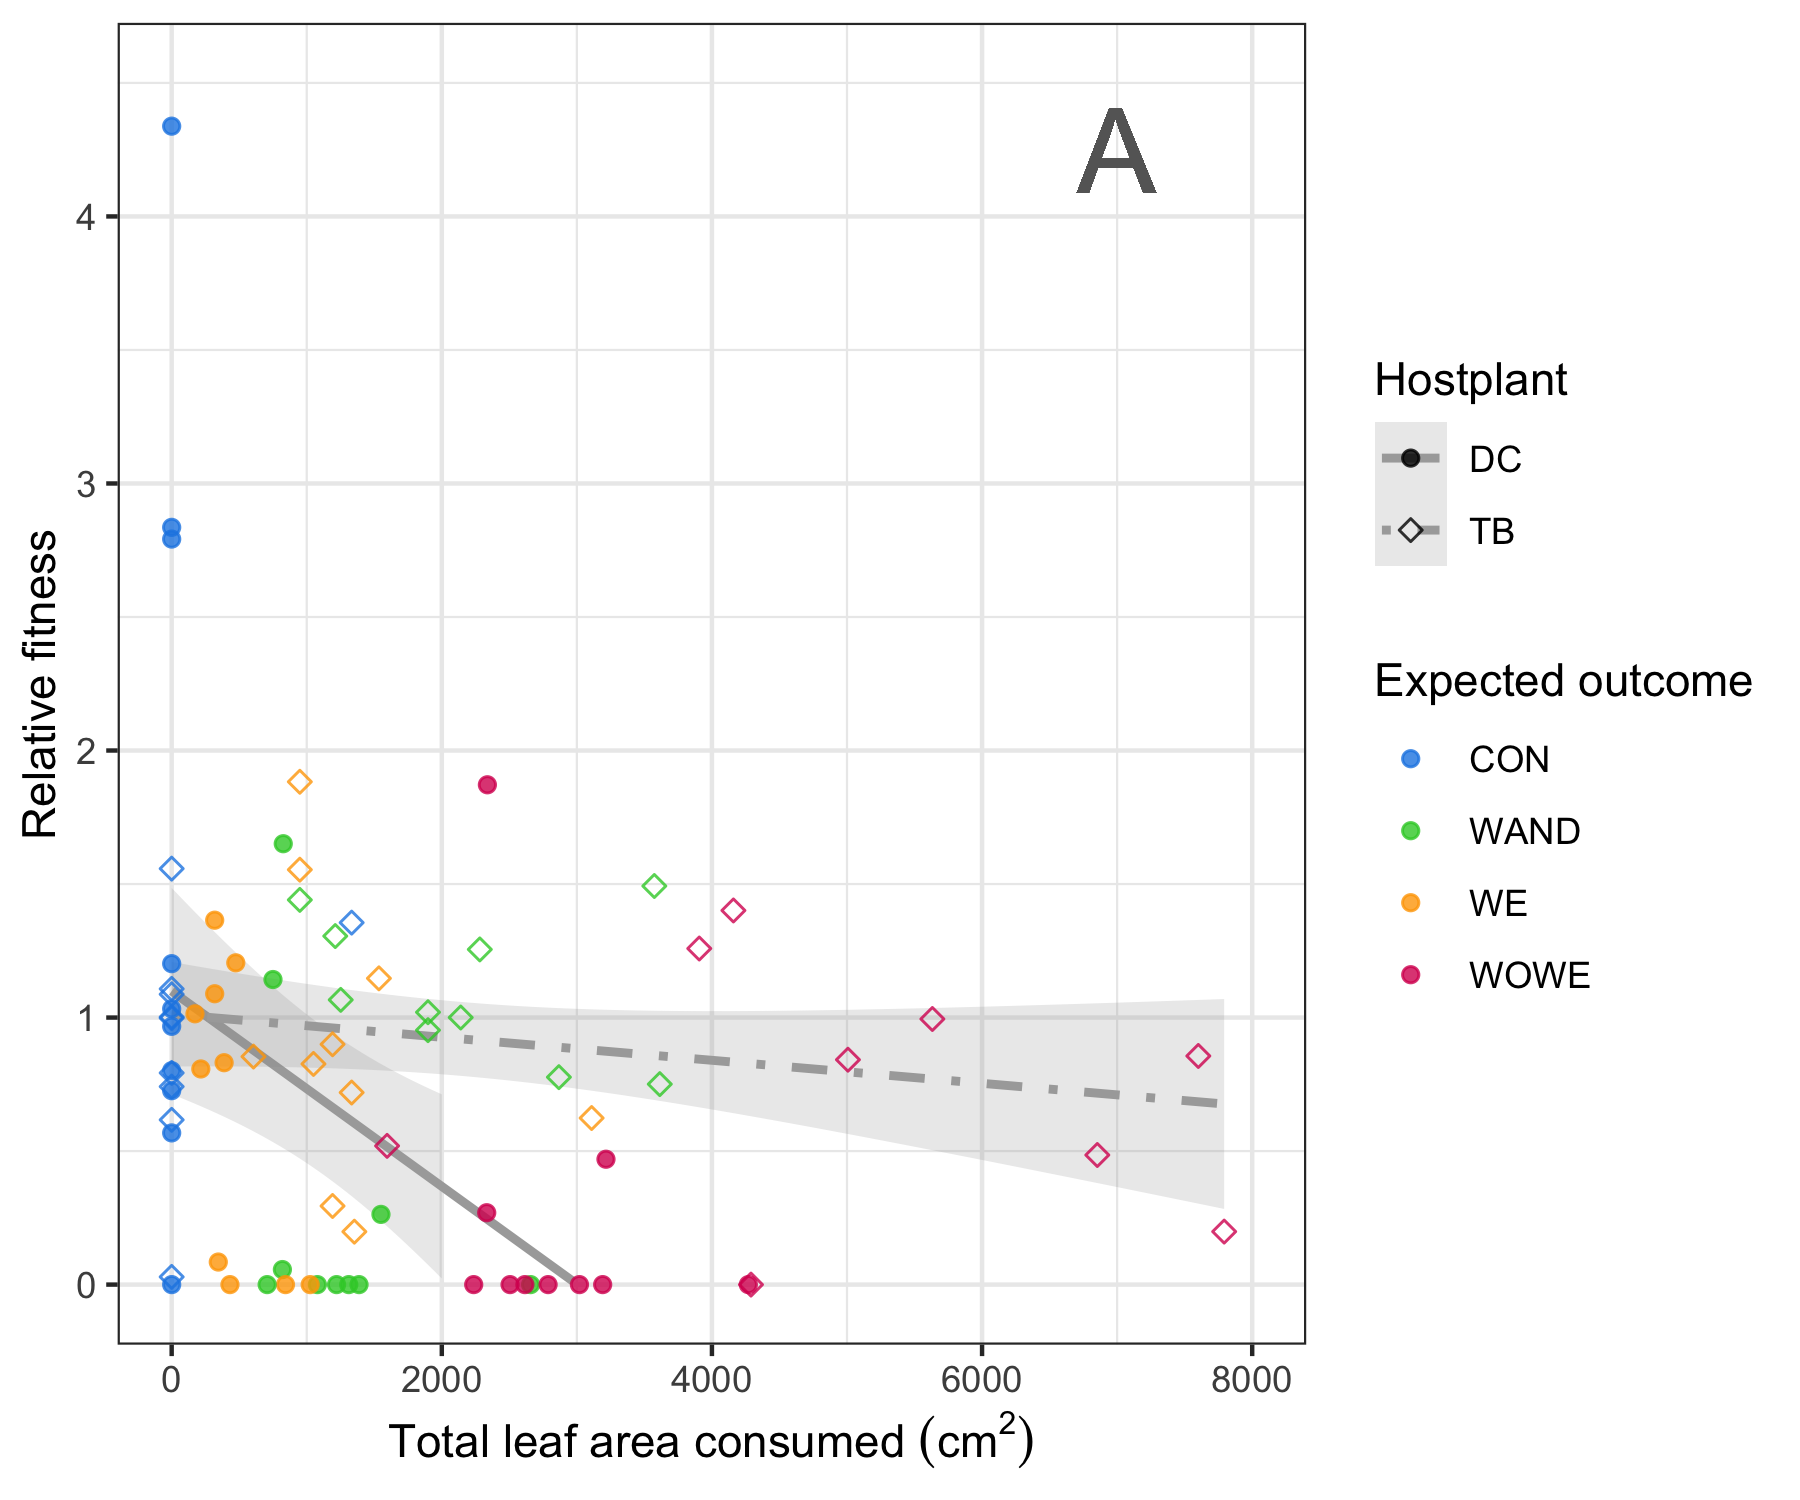 A
4
3
2
1
0
Relative fitness
0 2000 4000 6000 8000
Total leaf area consumed (cm²)
Hostplant
DC
TB
Expected outcome
CON
WAND
WE
WOWE